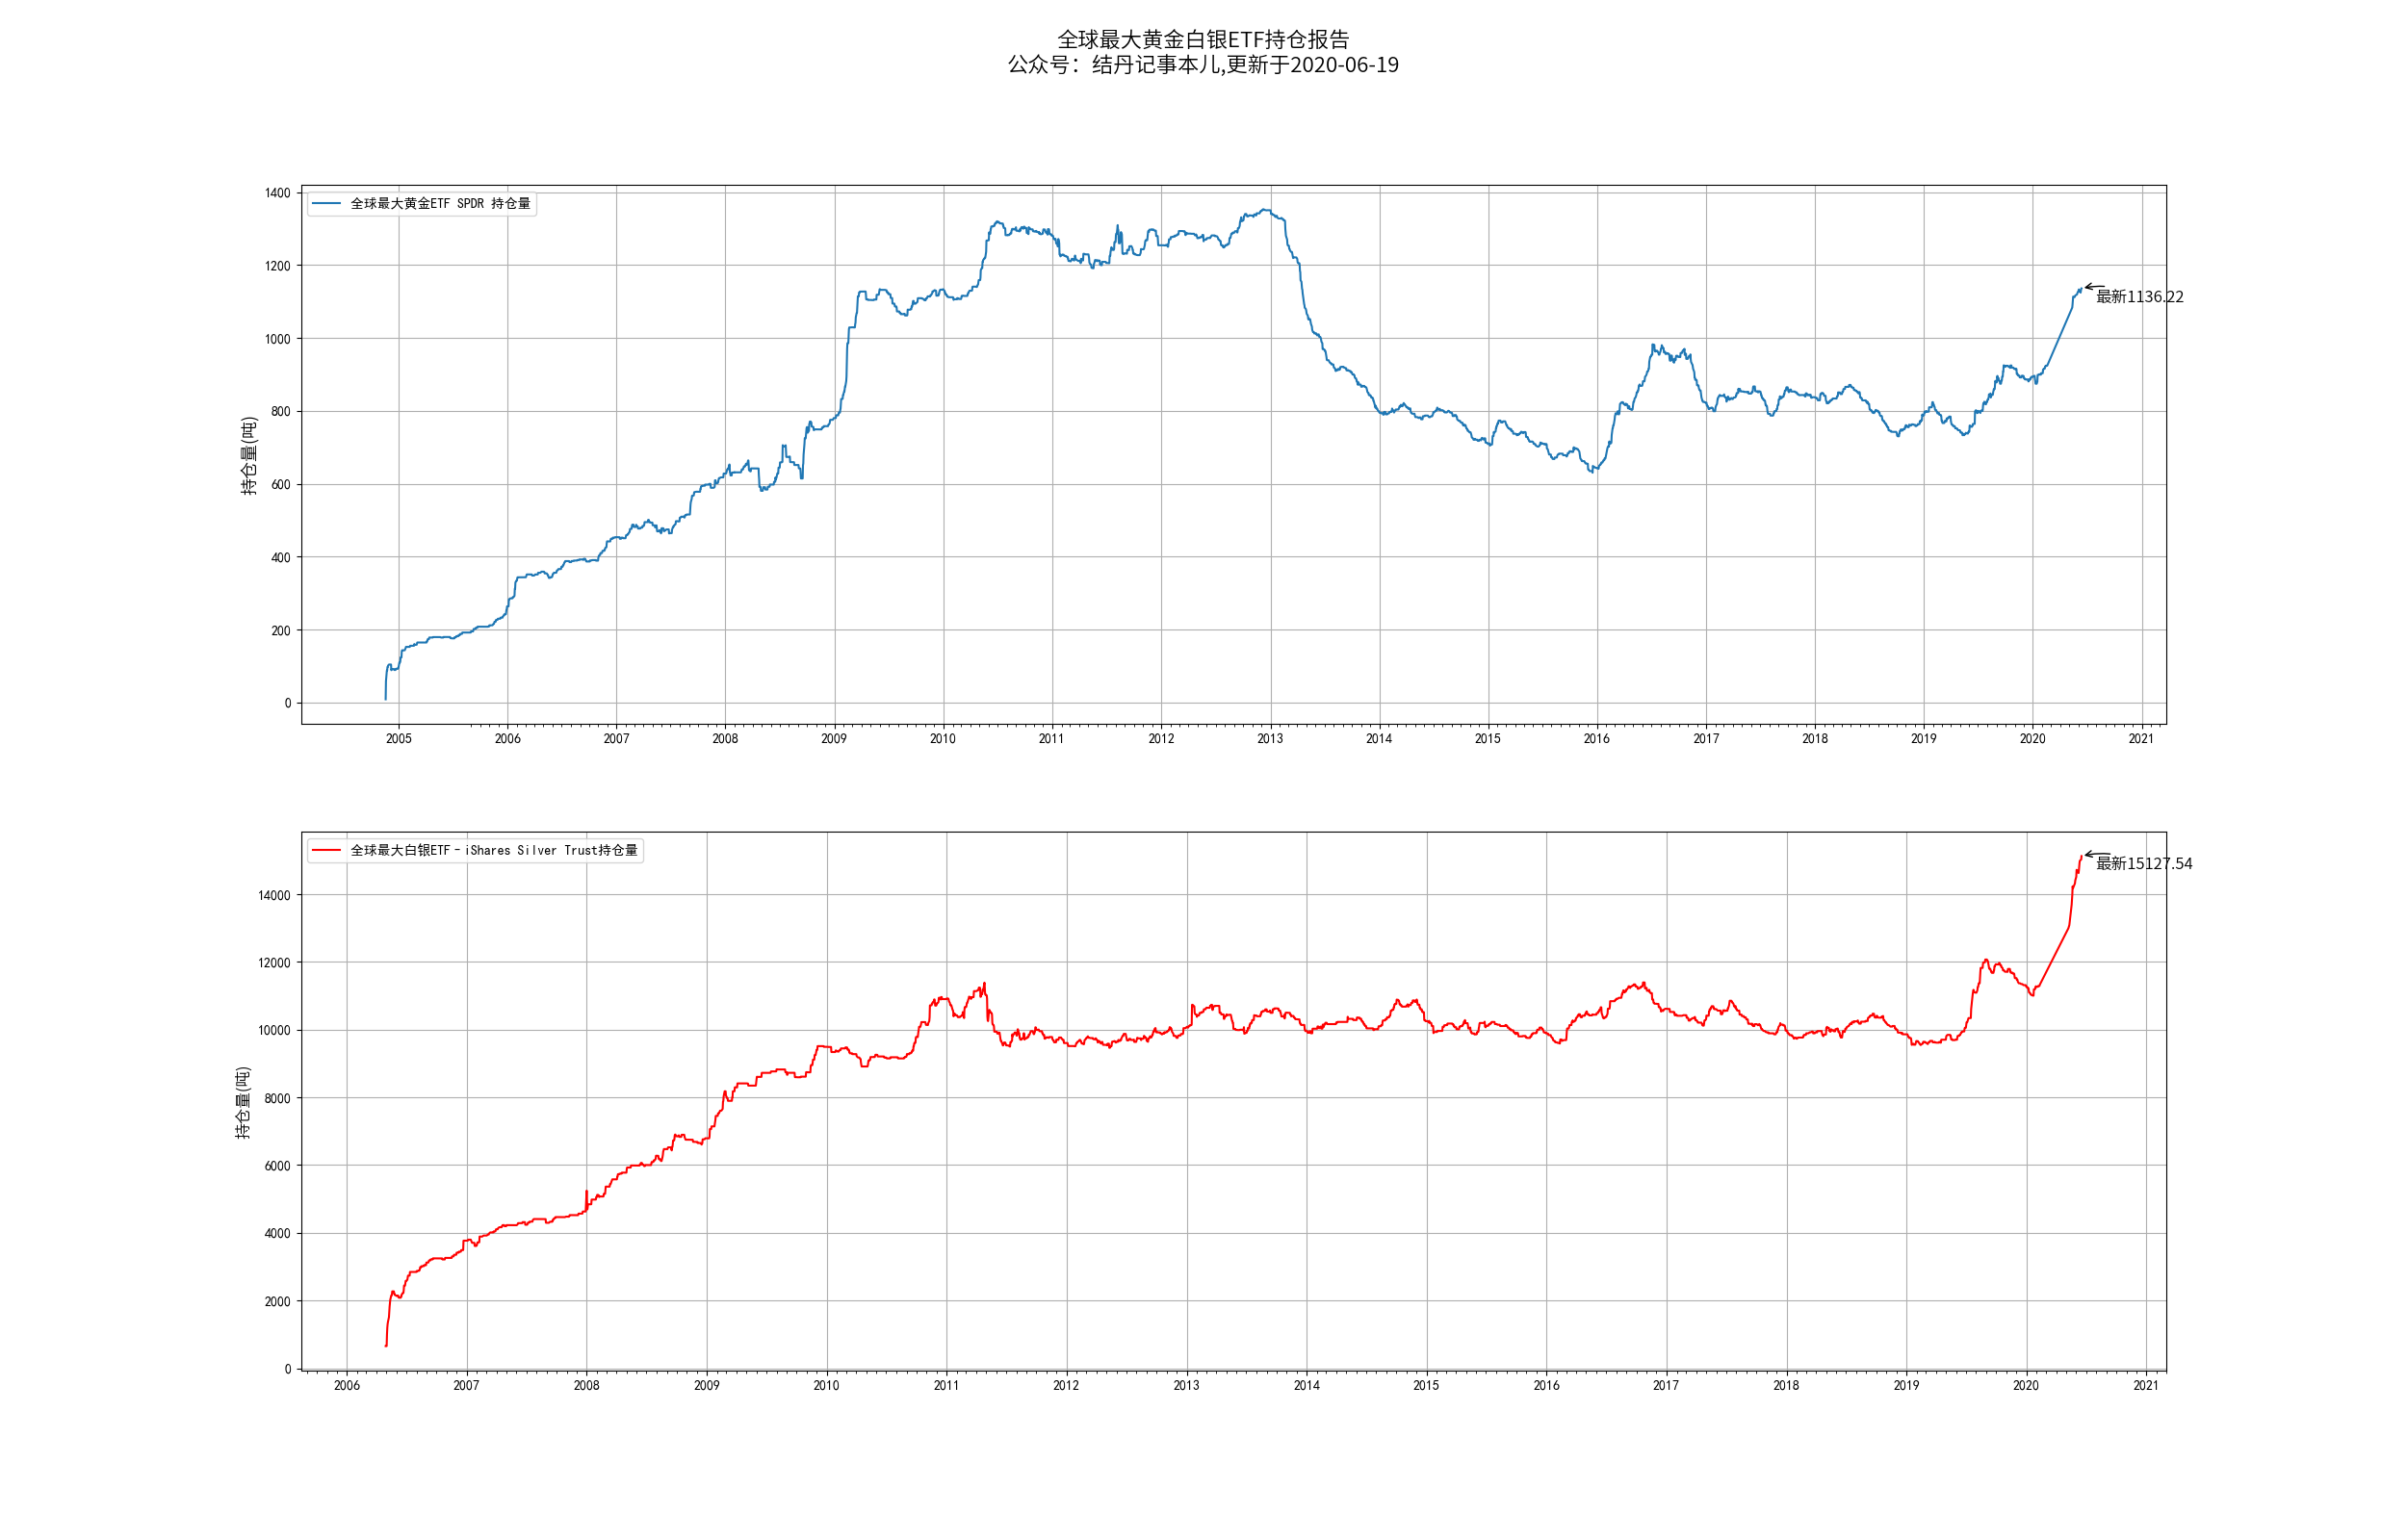 全球最大黄金白银ETF持仓报告
公众号：结丹记事本儿,更新于2020-06-19
全球最大黄金ETF SPDR 持仓量
1400
1200
1000
800
600
400
200
0
持仓量(吨)
最新1136.22
2005 2006 2007 2008 2009 2010 2011 2012 2013 2014 2015 2016 2017 2018 2019 2020 2021
全球最大白银ETF－iShares Silver Trust持仓量
14000
12000
10000
8000
6000
4000
2000
0
持仓量(吨)
最新15127.54
2006 2007 2008 2009 2010 2011 2012 2013 2014 2015 2016 2017 2018 2019 2020 2021